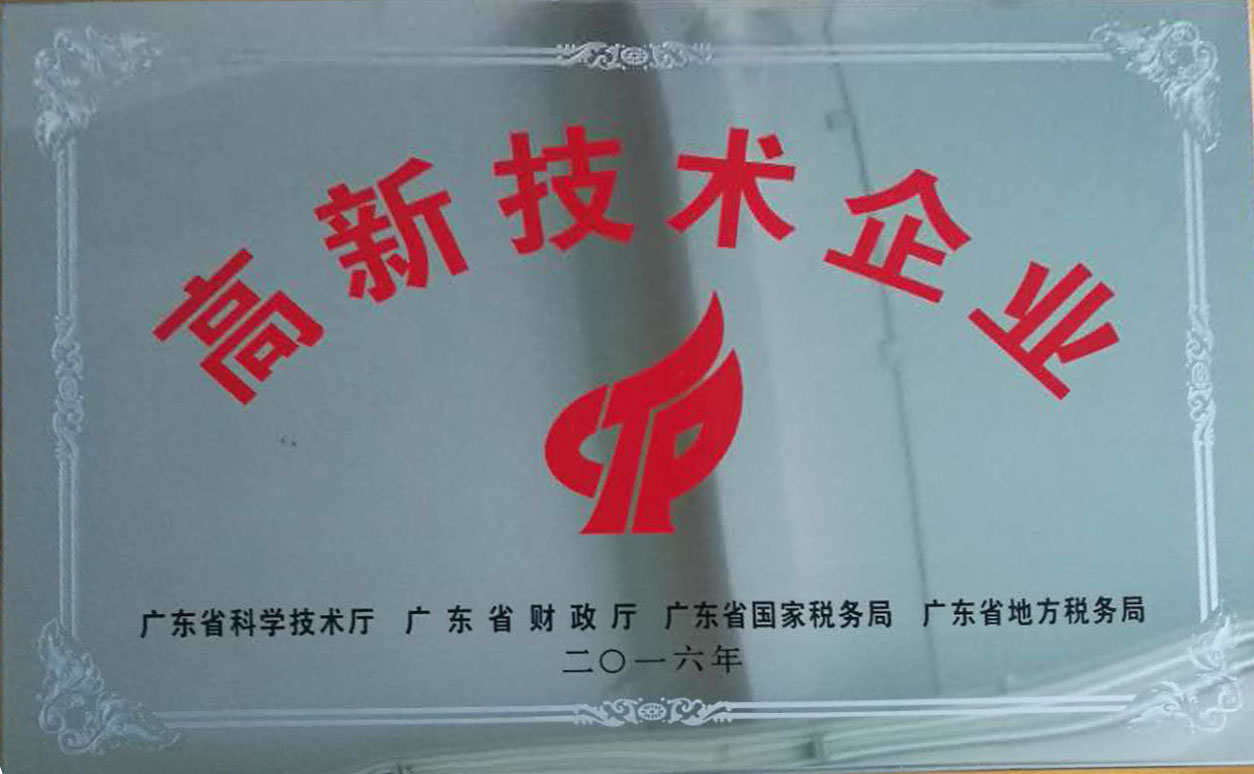 高新技术企业
广东省科学技术厅 广东省财政厅 广东省国家税务局 广东省地方税务局
二〇一六年